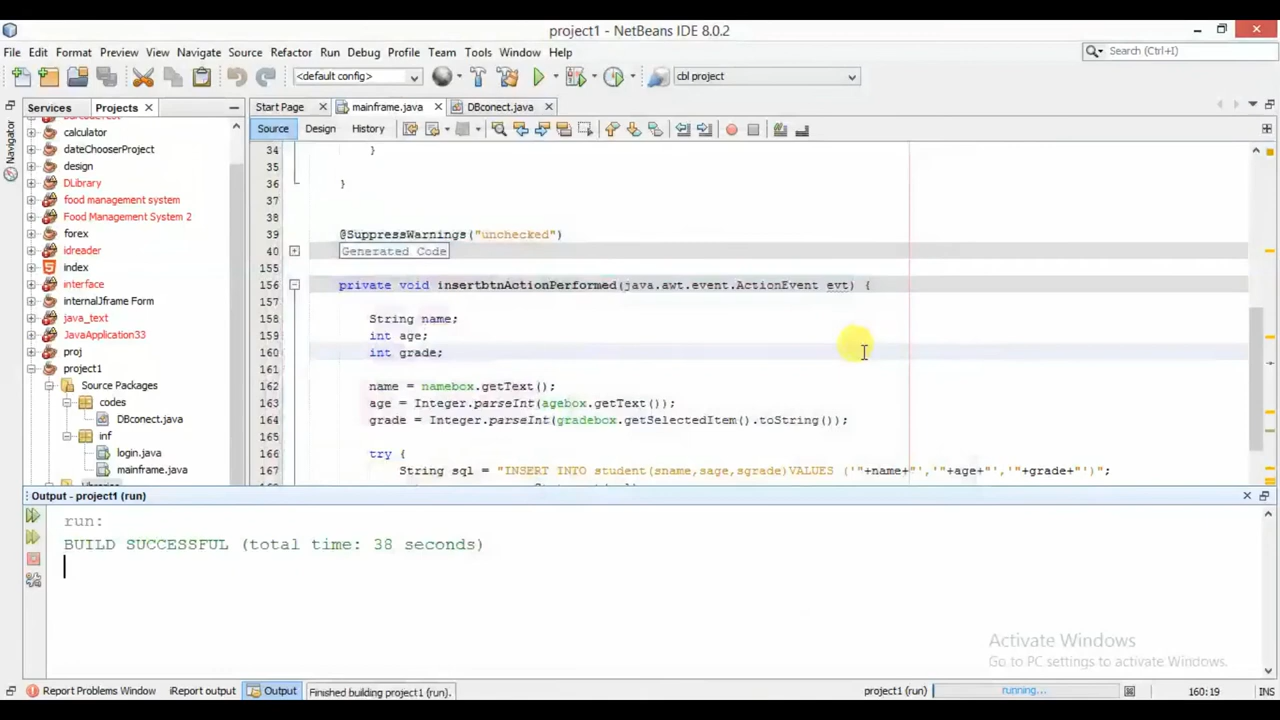 project1 - NetBeans IDE 8.0.2
File Edit Format Preview View Navigate Source Refactor Run Debug Profile Team Tools Window Help
Search (Ctrl+I)
<default config>
cbl project
Services Projects
Start Page mainframe.java DBconect.java
Navigator
Source Design History
calculator
dateChooserProject
design
DLibrary
food management system
Food Management System 2
forex
idreader
index
interface
internalJframe Form
java_text
JavaApplication33
proj
project1
Source Packages
codes
DBconect.java
inf
login.java
mainframe.java
34 }
35
36 }
37
38
39 @SuppressWarnings("unchecked")
40 Generated Code
155
156 private void insertbtnActionPerformed(java.awt.event.ActionEvent evt) {
157
158 String name;
159 int age;
160 int grade;
161
162 name = namebox.getText();
163 age = Integer.parseInt(agebox.getText());
164 grade = Integer.parseInt(gradebox.getSelectedItem().toString());
165
166 try {
167 String sql = "INSERT INTO student(sname,sage,sgrade)VALUES ('"+name+"','"+age+"','"+grade+"')";
Output - project1 (run)
run:
BUILD SUCCESSFUL (total time: 38 seconds)
Activate Windows
Go to PC settings to activate Windows.
Report Problems Window iReport output Output Finished building project1 (run).
project1 (run) running... 160:19 INS